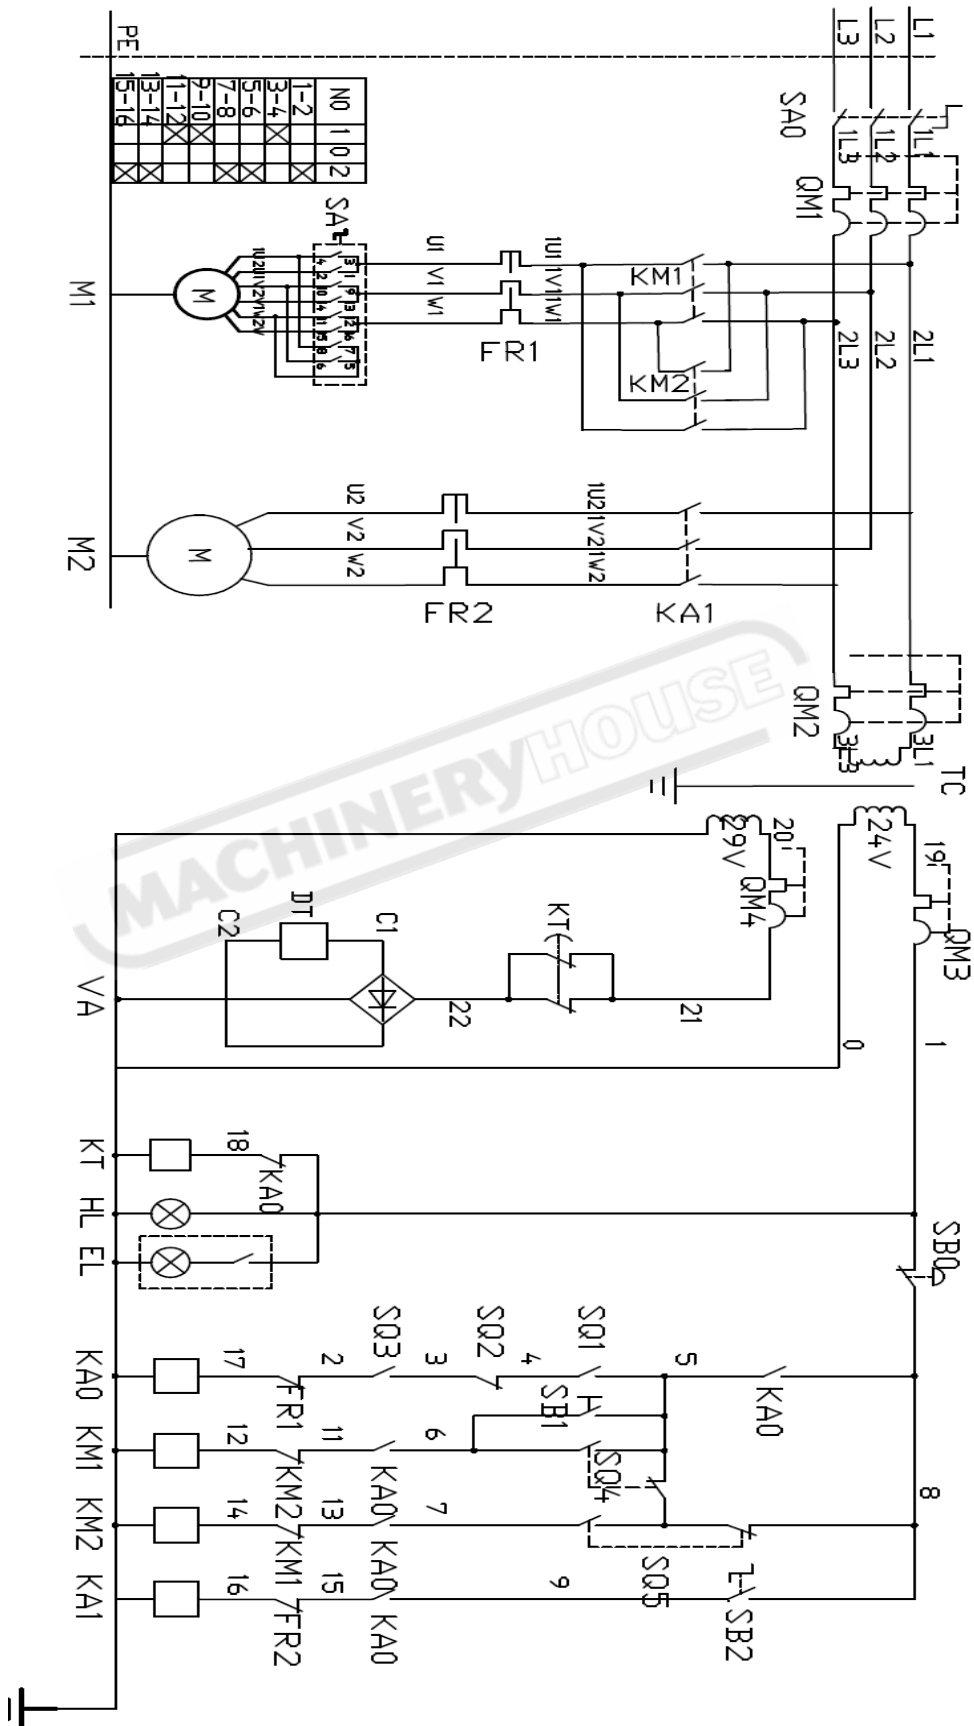 L1
L2
L3
PE
SA0
1L1
1L2
1L3
QM1
NO 1 0 2
1-2
3-4
5-6
7-8
9-10
11-12
13-14
15-16
SA
M
M1
U1 V1 W1
FR1
1U1 1V1 1W1
KM1
KM2
2L1
2L2
2L3
M
M2
U2 V2 W2
FR2
1U2 1V2 1W2
KA1
QM2
3L1
3L3
TC
MACHINERYHOUSE
24V
19
QM3
29V
20
QM4
KT
21
22
C1
DT
C2
VA
0
1
KT
18
KA0
HL
EL
SB0
KA0
17
FR1
2
SQ3
3
SQ2
4
SQ1
5
KA0
SB1
KM1
12
KM2
11
KA0
6
SQ4
8
KM2
14
KM1
13
KA0
7
SQ5
KA1
16
FR2
15
KA0
9
SB2